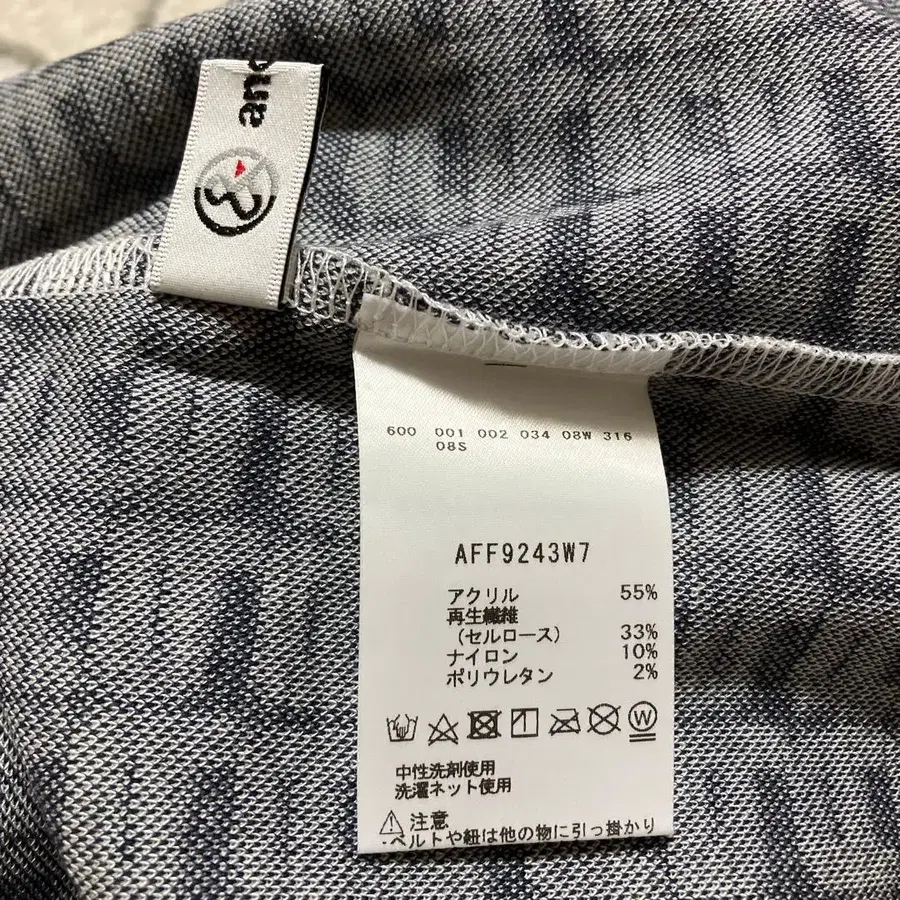 600 001 002 034 08W 316
08S
AFF9243W7
アクリル 55%
再生繊維
（セルロース） 33%
ナイロン 10%
ポリウレタン 2%
W
中性洗剤使用
洗濯ネット使用
注意
・ベルトや紐は他の物に引っ掛かり